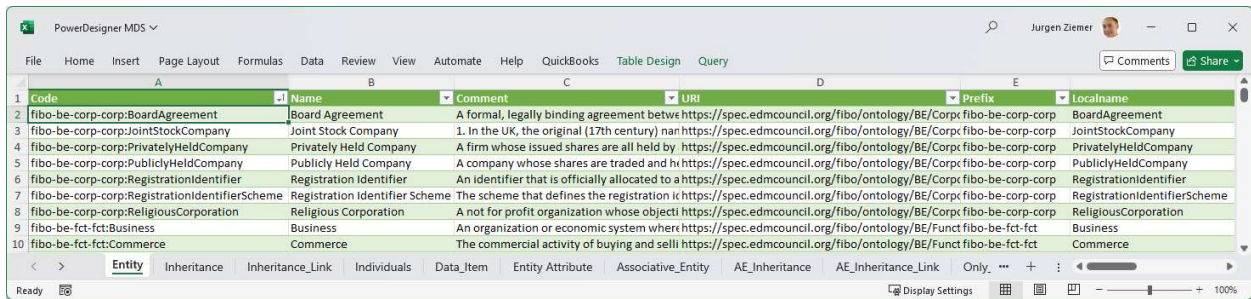 PowerDesigner MDS Jurgen Ziemer
File Home Insert Page Layout Formulas Data Review View Automate Help QuickBooks Table Design Query Comments Share
A B C D E
1 Code Name Comment URI Prefix Localname
2 fibo-be-corp-corp:BoardAgreement Board Agreement A formal, legally binding agreement betwe https://spec.edmcouncil.org/fibo/ontology/BE/Corpo fibo-be-corp-corp BoardAgreement
3 fibo-be-corp-corp:JointStockCompany Joint Stock Company 1. In the UK, the original (17th century) nan https://spec.edmcouncil.org/fibo/ontology/BE/Corpo fibo-be-corp-corp JointStockCompany
4 fibo-be-corp-corp:PrivatelyHeldCompany Privately Held Company A firm whose issued shares are all held by https://spec.edmcouncil.org/fibo/ontology/BE/Corpo fibo-be-corp-corp PrivatelyHeldCompany
5 fibo-be-corp-corp:PubliclyHeldCompany Publicly Held Company A company whose shares are traded and he https://spec.edmcouncil.org/fibo/ontology/BE/Corpo fibo-be-corp-corp PubliclyHeldCompany
6 fibo-be-corp-corp:RegistrationIdentifier Registration Identifier An identifier that is officially allocated to a https://spec.edmcouncil.org/fibo/ontology/BE/Corpo fibo-be-corp-corp RegistrationIdentifier
7 fibo-be-corp-corp:RegistrationIdentifierScheme Registration Identifier Scheme The scheme that defines the registration ic https://spec.edmcouncil.org/fibo/ontology/BE/Corpo fibo-be-corp-corp RegistrationIdentifierScheme
8 fibo-be-corp-corp:ReligiousCorporation Religious Corporation A not for profit organization whose objecti https://spec.edmcouncil.org/fibo/ontology/BE/Corpo fibo-be-corp-corp ReligiousCorporation
9 fibo-be-fct-fct:Business Business An organization or economic system where https://spec.edmcouncil.org/fibo/ontology/BE/Funct fibo-be-fct-fct Business
10 fibo-be-fct-fct:Commerce Commerce The commercial activity of buying and selli https://spec.edmcouncil.org/fibo/ontology/BE/Funct fibo-be-fct-fct Commerce
Entity Inheritance Inheritance_Link Individuals Data_Item Entity Attribute Associative_Entity AE_Inheritance AE_Inheritance_Link Only_ ...
Ready Display Settings 100%